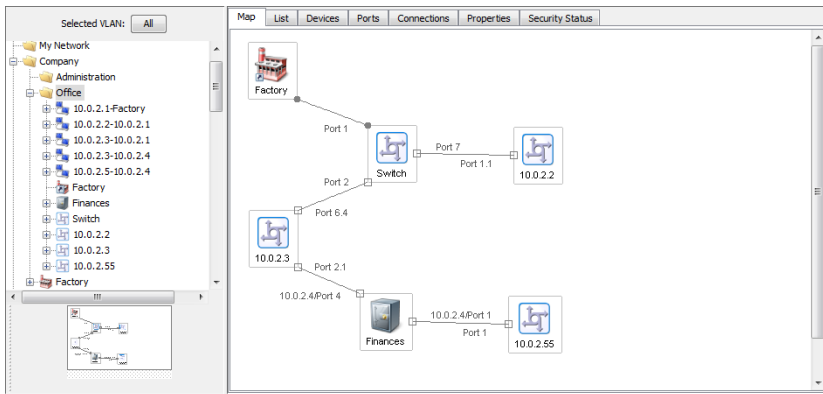 Selected VLAN: All
My Network
Company
Administration
Office
10.0.2.1-Factory
10.0.2.2-10.0.2.1
10.0.2.3-10.0.2.1
10.0.2.3-10.0.2.4
10.0.2.5-10.0.2.4
Factory
Finances
Switch
10.0.2.2
10.0.2.3
10.0.2.55
Factory
Map List Devices Ports Connections Properties Security Status
Factory
Port 1
Port 7
Port 1.1
Switch
10.0.2.2
Port 2
Port 6.4
10.0.2.3
Port 2.1
10.0.2.4/Port 4
10.0.2.4/Port 1
Port 1
Finances
10.0.2.55